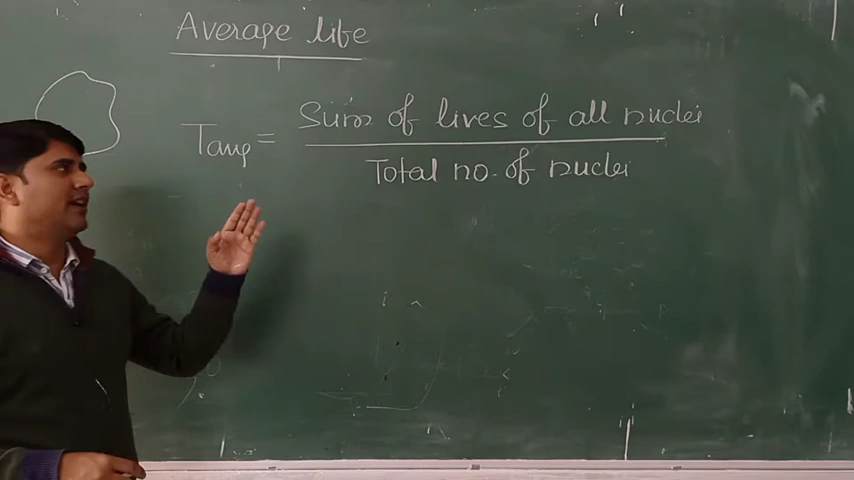 Average life
Tavg = Sum of lives of all nuclei
Total no. of nuclei